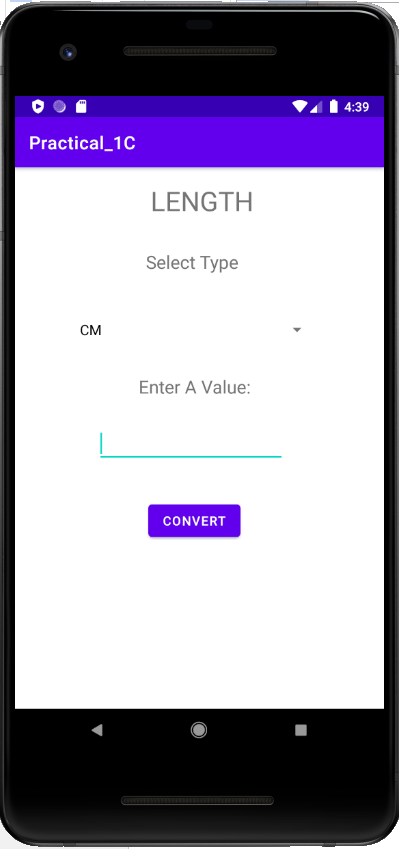 4:39
Practical_1C
LENGTH
Select Type
CM
Enter A Value:
CONVERT